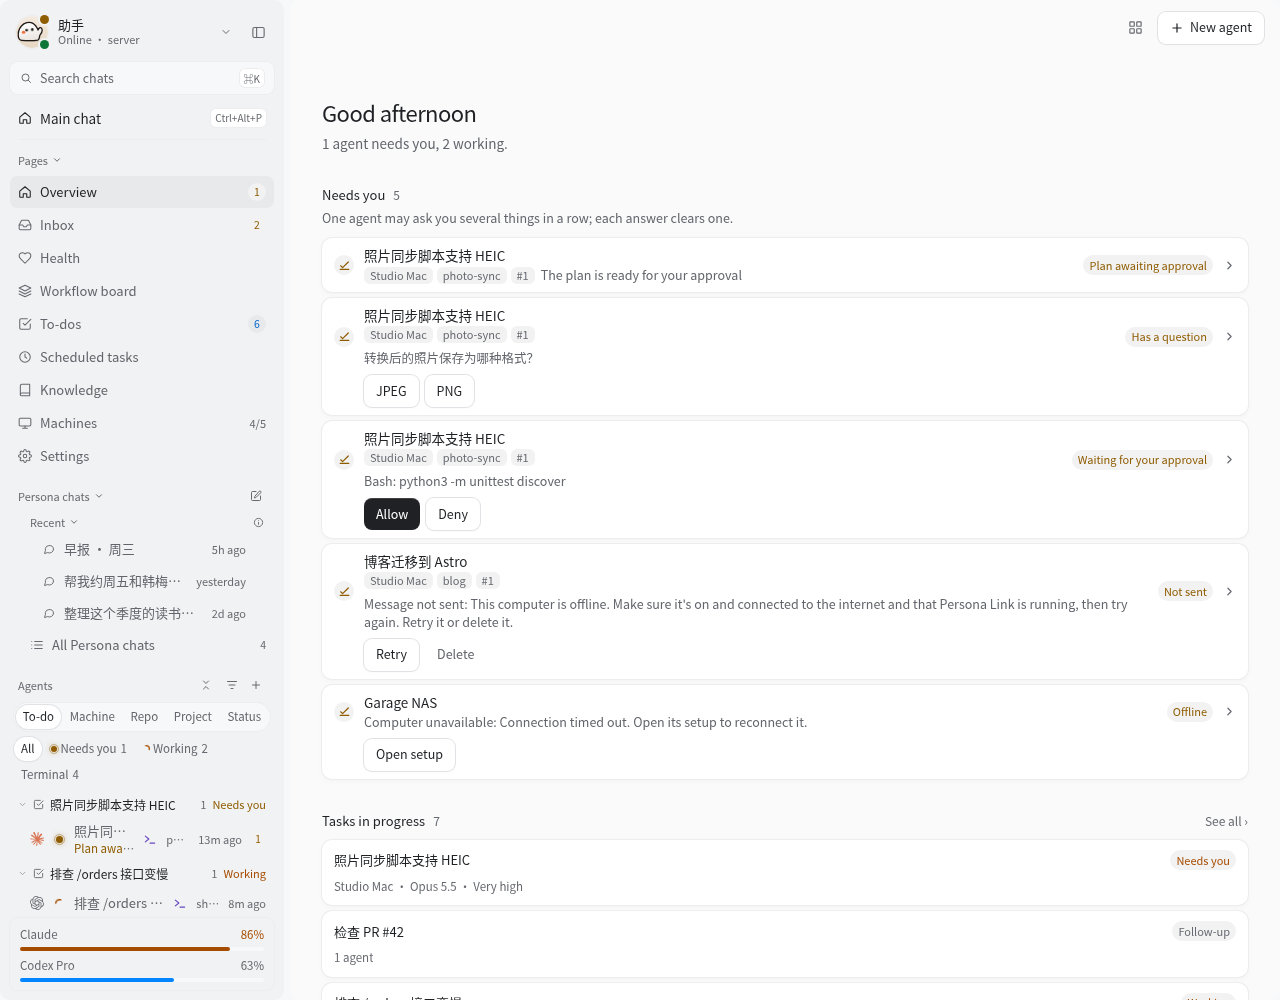 助手
Online • server
Search chats
⌘K
Main chat
Ctrl+Alt+P
Pages
Overview
1
Inbox
2
Health
Workflow board
To-dos
6
Scheduled tasks
Knowledge
Machines
4/5
Settings
Persona chats
Recent
早报 • 周三
5h ago
帮我约周五和韩梅…
yesterday
整理这个季度的读书…
2d ago
All Persona chats
4
Agents
To-do
Machine
Repo
Project
Status
All
Needs you 1
Working 2
Terminal 4
照片同步脚本支持 HEIC
1 Needs you
照片同…
p…
13m ago
1
Plan awa…
排查 /orders 接口变慢
1 Working
排查 /orders …
sh…
8m ago
Claude
86%
Codex Pro
63%
New agent
Good afternoon
1 agent needs you, 2 working.
Needs you 5
One agent may ask you several things in a row; each answer clears one.
照片同步脚本支持 HEIC
Studio Mac photo-sync #1 The plan is ready for your approval
Plan awaiting approval
照片同步脚本支持 HEIC
Studio Mac photo-sync #1
Has a question
转换后的照片保存为哪种格式？
JPEG
PNG
照片同步脚本支持 HEIC
Studio Mac photo-sync #1
Waiting for your approval
Bash: python3 -m unittest discover
Allow
Deny
博客迁移到 Astro
Studio Mac blog #1
Not sent
Message not sent: This computer is offline. Make sure it's on and connected to the internet and that Persona Link is running, then try
again. Retry it or delete it.
Retry
Delete
Garage NAS
Computer unavailable: Connection timed out. Open its setup to reconnect it.
Offline
Open setup
Tasks in progress 7
See all ›
照片同步脚本支持 HEIC
Needs you
Studio Mac • Opus 5.5 • Very high
检查 PR #42
Follow-up
1 agent